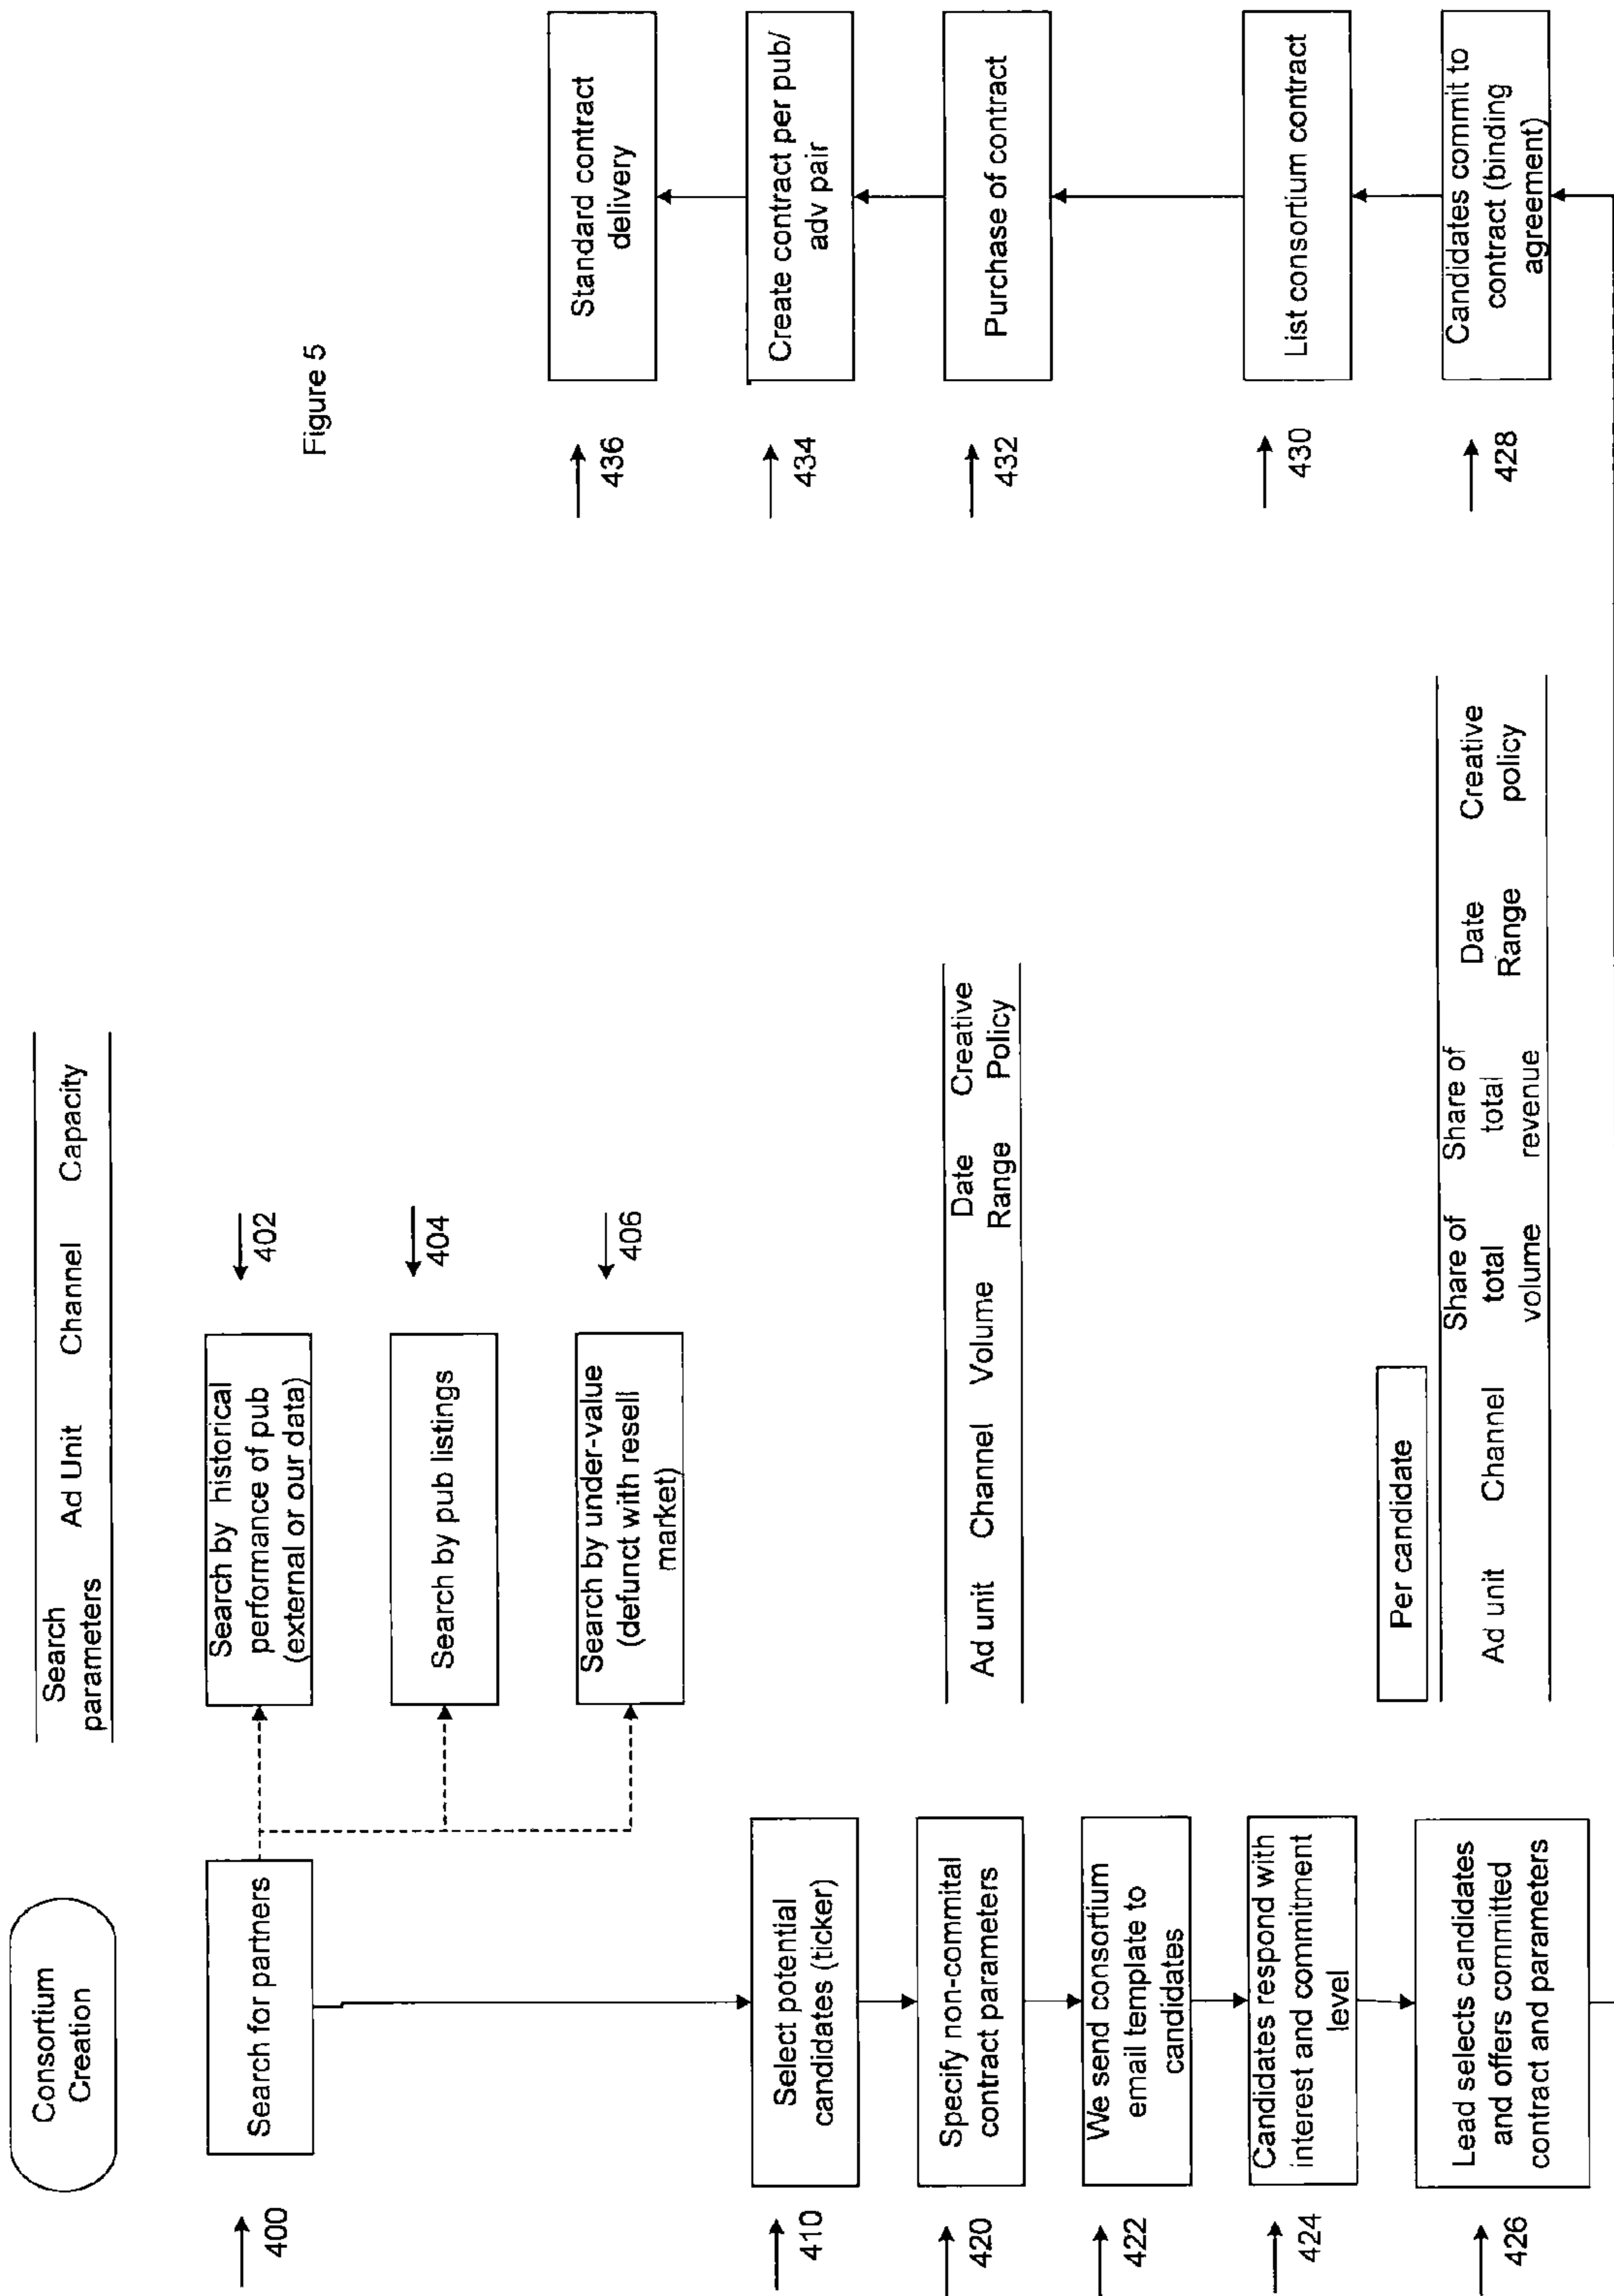 Consortium
Creation
Search
parameters
Ad Unit
Channel
Capacity
400
Search for partners
Search by historical
performance of pub
(external or our data)
402
Search by pub listings
404
Search by under-value
(defunct with resell
market)
406
410
Select potential
candidates (ticker)
420
Specify non-commital
contract parameters
Ad unit
Channel
Volume
Date
Range
Creative
Policy
422
We send consortium
email template to
candidates
424
Candidates respond with
interest and commitment
level
426
Lead selects candidates
and offers committed
contract and parameters
Per candidate
Ad unit
Channel
Share of
total
volume
Share of
total
revenue
Date
Range
Creative
policy
Figure 5
436
Standard contract
delivery
434
Create contract per pub/
adv pair
432
Purchase of contract
430
List consortium contract
428
Candidates commit to
contract (binding
agreement)